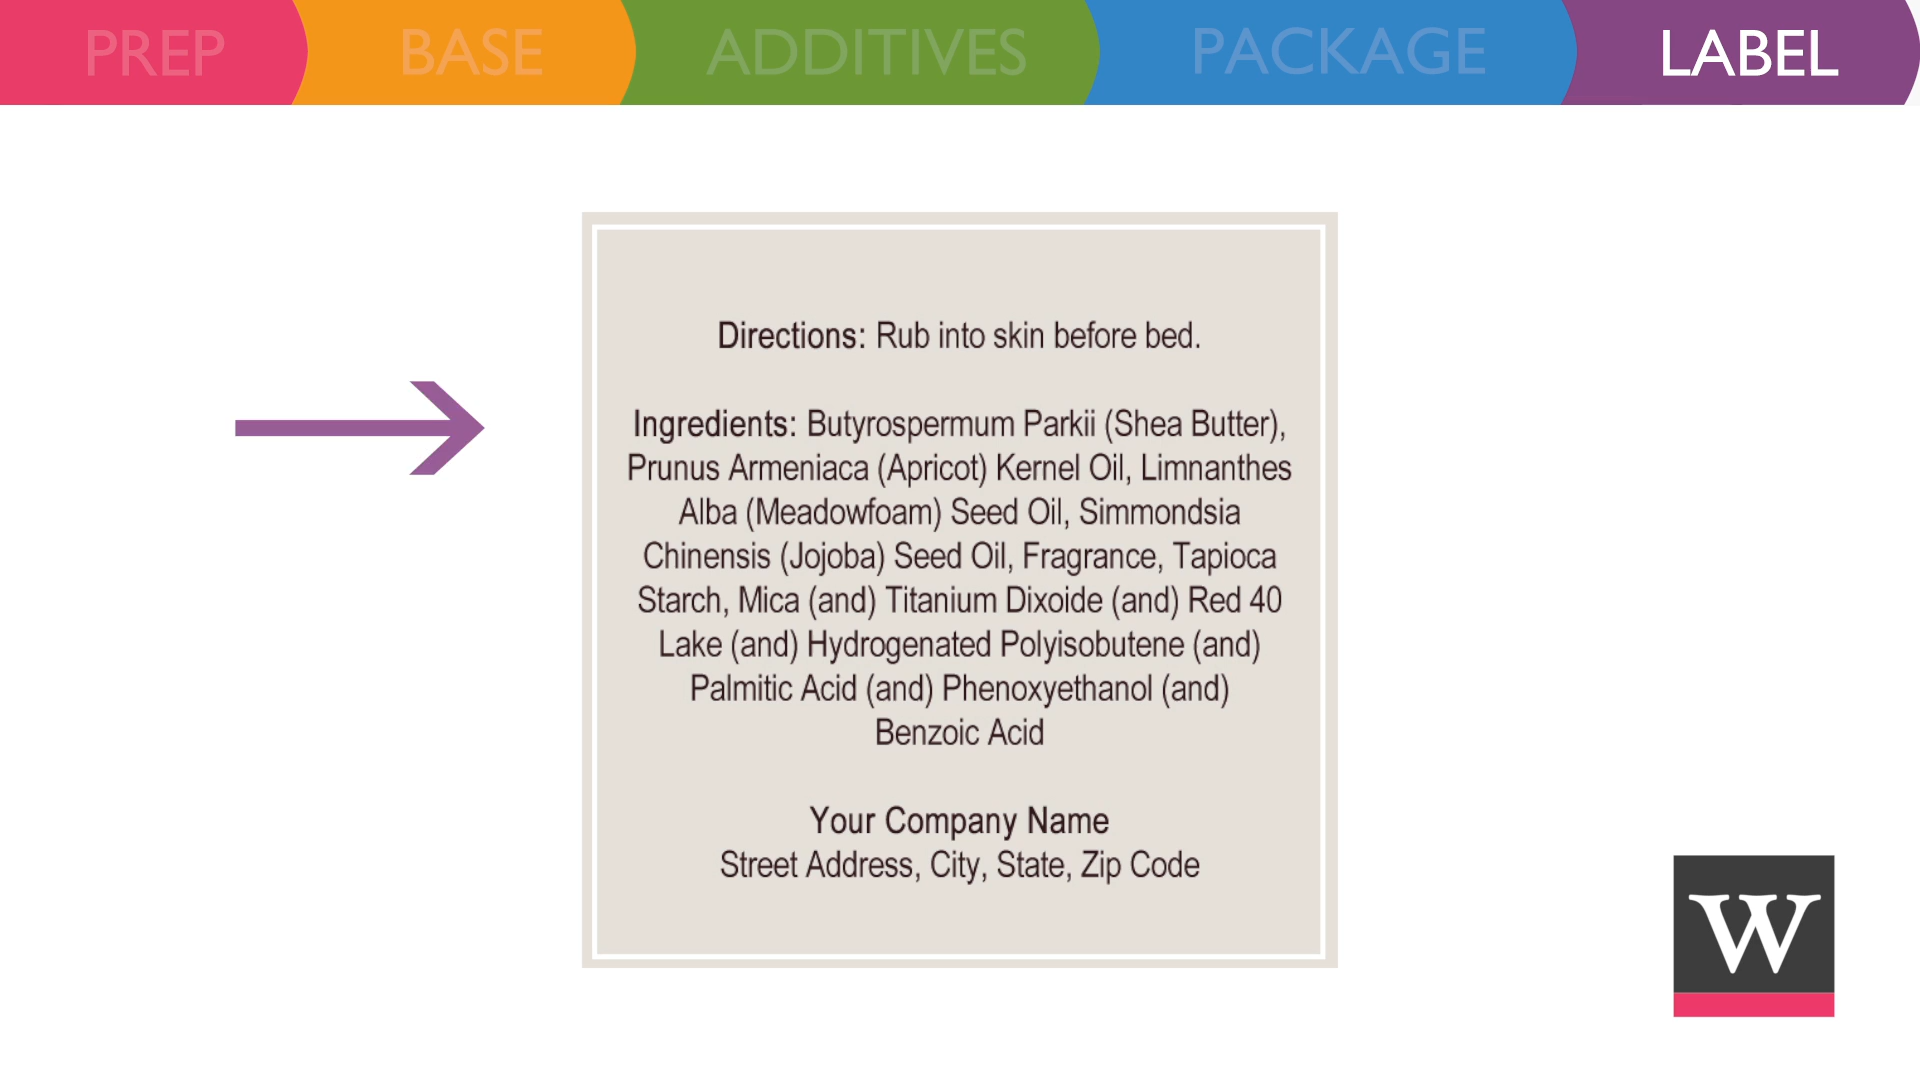 PREP BASE ADDITIVES PACKAGE LABEL
Directions: Rub into skin before bed.
Ingredients: Butyrospermum Parkii (Shea Butter),
Prunus Armeniaca (Apricot) Kernel Oil, Limnanthes
Alba (Meadowfoam) Seed Oil, Simmondsia
Chinensis (Jojoba) Seed Oil, Fragrance, Tapioca
Starch, Mica (and) Titanium Dixoide (and) Red 40
Lake (and) Hydrogenated Polyisobutene (and)
Palmitic Acid (and) Phenoxyethanol (and)
Benzoic Acid
Your Company Name
Street Address, City, State, Zip Code
W